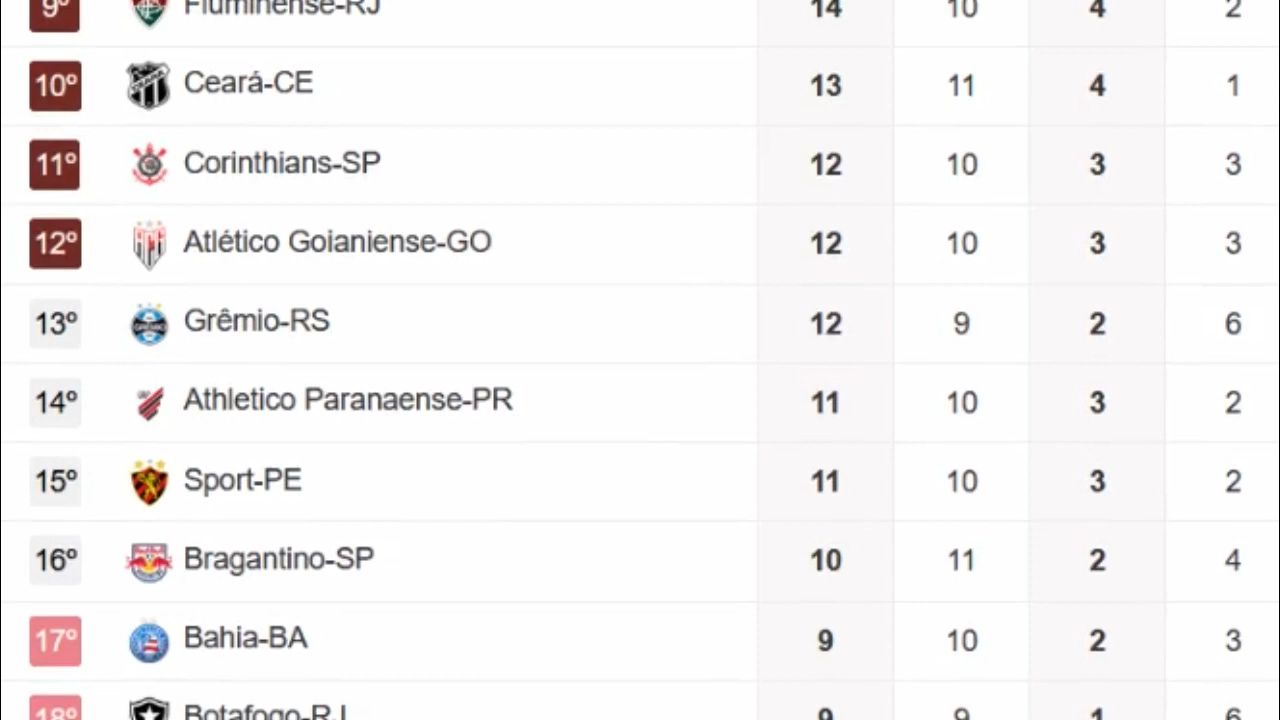 9º Fluminense-RJ 14 10 4 2
10º Ceará-CE 13 11 4 1
11º Corinthians-SP 12 10 3 3
12º Atlético Goianiense-GO 12 10 3 3
13º Grêmio-RS 12 9 2 6
14º Athletico Paranaense-PR 11 10 3 2
15º Sport-PE 11 10 3 2
16º Bragantino-SP 10 11 2 4
17º Bahia-BA 9 10 2 3
18º Botafogo-RJ 9 9 1 6